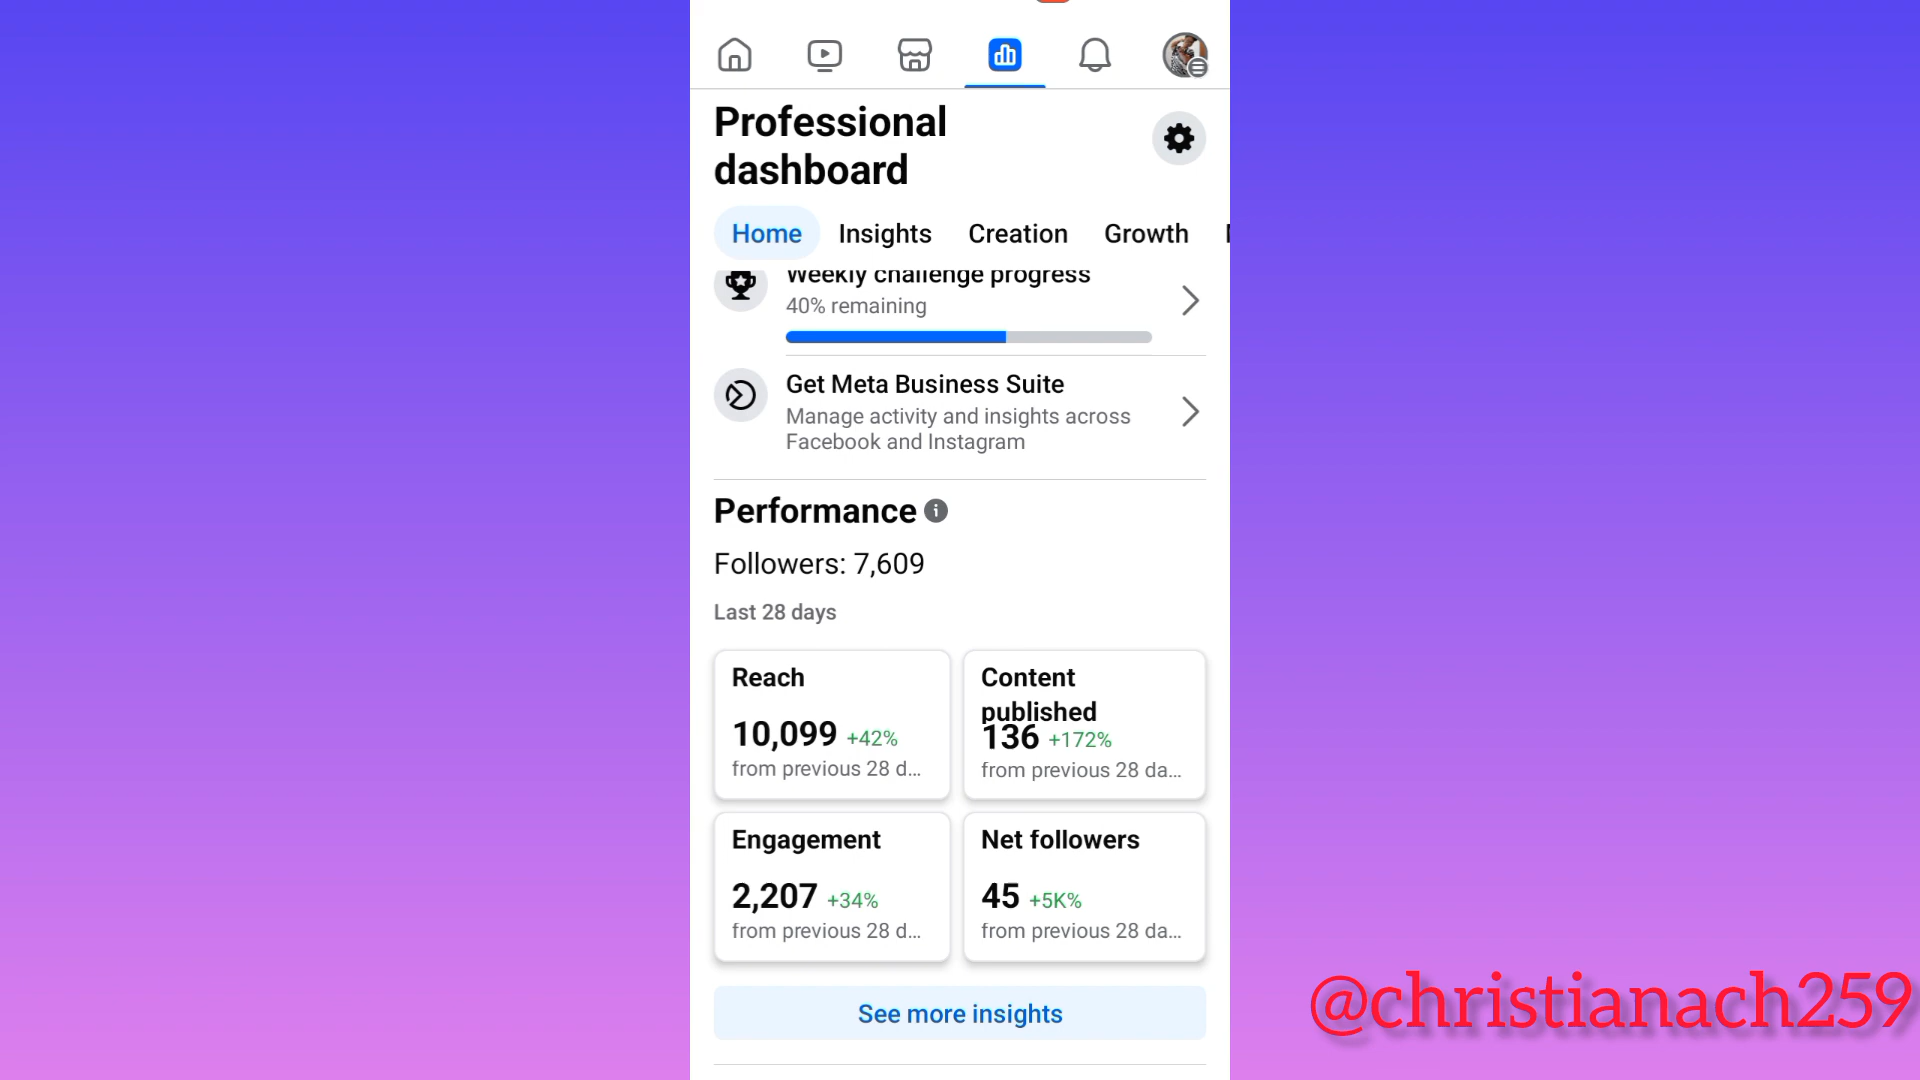 Professional
dashboard
Home Insights Creation Growth
Weekly challenge progress
40% remaining
Get Meta Business Suite
Manage activity and insights across
Facebook and Instagram
Performance
Followers: 7,609
Last 28 days
Reach
10,099 +42%
from previous 28 d...
Content
published
136 +172%
from previous 28 da...
Engagement
2,207 +34%
from previous 28 d...
Net followers
45 +5K%
from previous 28 da...
See more insights
@christianach259